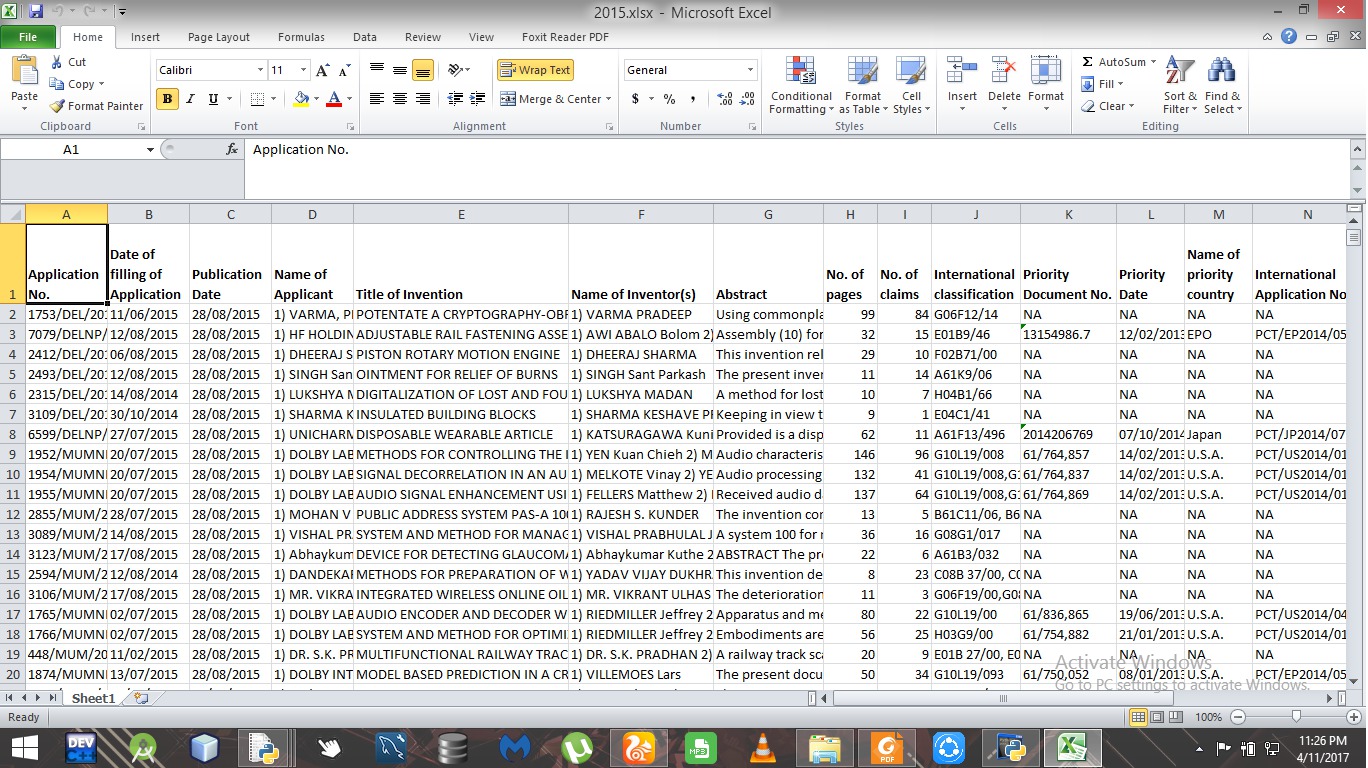 2015.xlsx - Microsoft Excel
File Home Insert Page Layout Formulas Data Review View Foxit Reader PDF
Paste Cut Copy Format Painter Clipboard
Calibri 11 B I U Font
Wrap Text Merge & Center Alignment
General $ % , Number
Conditional Formatting Format as Table Cell Styles Styles
Insert Delete Format Cells
AutoSum Fill Clear Sort & Filter Find & Select Editing
A1 fx Application No.
A B C D E F G H I J K L M N
1 Application No. Date of filling of Application Publication Date Name of Applicant Title of Invention Name of Inventor(s) Abstract No. of pages No. of claims International classification Priority Document No. Priority Date Name of priority country International Application No
2 1753/DEL/201 11/06/2015 28/08/2015 1) VARMA, P POTENTATE A CRYPTOGRAPHY-OBF 1) VARMA PRADEEP Using commonpla 99 84 G06F12/14 NA NA NA NA
3 7079/DELNP/ 12/08/2015 28/08/2015 1) HF HOLDIN ADJUSTABLE RAIL FASTENING ASSE 1) AWI ABALO Bolom 2) Assembly (10) for 32 15 E01B9/46 13154986.7 12/02/2013 EPO PCT/EP2014/05
4 2412/DEL/201 06/08/2015 28/08/2015 1) DHEERAJ S PISTON ROTARY MOTION ENGINE 1) DHEERAJ SHARMA This invention rel 29 10 F02B71/00 NA NA NA NA
5 2493/DEL/201 12/08/2015 28/08/2015 1) SINGH San OINTMENT FOR RELIEF OF BURNS 1) SINGH Sant Parkash The present inver 11 14 A61K9/06 NA NA NA NA
6 2315/DEL/201 14/08/2014 28/08/2015 1) LUKSHYA M DIGITALIZATION OF LOST AND FOU 1) LUKSHYA MADAN A method for lost 10 7 H04B1/66 NA NA NA NA
7 3109/DEL/201 30/10/2014 28/08/2015 1) SHARMA K INSULATED BUILDING BLOCKS 1) SHARMA KESHAVE PI Keeping in view t 9 1 E04C1/41 NA NA NA NA
8 6599/DELNP/ 27/07/2015 28/08/2015 1) UNICHARM DISPOSABLE WEARABLE ARTICLE 1) KATSURAGAWA Kuni Provided is a disp 62 11 A61F13/496 2014206769 07/10/2014 Japan PCT/JP2014/07
9 1952/MUMN 20/07/2015 28/08/2015 1) DOLBY LAB METHODS FOR CONTROLLING THE I 1) YEN Kuan Chieh 2) M Audio characteris 146 96 G10L19/008 61/764,857 14/02/2013 U.S.A. PCT/US2014/01
10 1954/MUMN 20/07/2015 28/08/2015 1) DOLBY LAB SIGNAL DECORRELATION IN AN AU 1) MELKOTE Vinay 2) YE Audio processing 132 41 G10L19/008,G1 61/764,837 14/02/2013 U.S.A. PCT/US2014/01
11 1955/MUMN 20/07/2015 28/08/2015 1) DOLBY LAB AUDIO SIGNAL ENHANCEMENT USI 1) FELLERS Matthew 2) Received audio d 137 64 G10L19/008,G1 61/764,869 14/02/2013 U.S.A. PCT/US2014/01
12 2855/MUM/2 28/07/2015 28/08/2015 1) MOHAN V PUBLIC ADDRESS SYSTEM PAS-A 100 1) RAJESH S. KUNDER The invention cor 13 5 B61C11/06, B6 NA NA NA NA
13 3089/MUM/2 14/08/2015 28/08/2015 1) VISHAL PR SYSTEM AND METHOD FOR MANAG 1) VISHAL PRABHULAL J A system 100 for 36 16 G08G1/017 NA NA NA NA
14 3123/MUM/2 17/08/2015 28/08/2015 1) Abhaykum DEVICE FOR DETECTING GLAUCOMA 1) Abhaykumar Kuthe 2 ABSTRACT The pr 22 6 A61B3/032 NA NA NA NA
15 2594/MUM/2 12/08/2014 28/08/2015 1) DANDEKAR METHODS FOR PREPARATION OF W 1) YADAV VIJAY DUKHR This invention de 8 23 C08B 37/00, C0 NA NA NA NA
16 3106/MUM/2 17/08/2015 28/08/2015 1) MR. VIKRA INTEGRATED WIRELESS ONLINE OIL 1) MR. VIKRANT ULHAS The deterioration 11 3 G06F19/00,G08 NA NA NA NA
17 1765/MUMN 02/07/2015 28/08/2015 1) DOLBY LAB AUDIO ENCODER AND DECODER W 1) RIEDMILLER Jeffrey 2 Apparatus and me 80 22 G10L19/00 61/836,865 19/06/2013 U.S.A. PCT/US2014/04
18 1766/MUMN 02/07/2015 28/08/2015 1) DOLBY LAB SYSTEM AND METHOD FOR OPTIMI 1) RIEDMILLER Jeffrey 2 Embodiments are 56 25 H03G9/00 61/754,882 21/01/2013 U.S.A. PCT/US2014/01
19 448/MUM/20 11/02/2015 28/08/2015 1) DR. S.K. PR MULTIFUNCTIONAL RAILWAY TRAC 1) DR. S.K. PRADHAN 2) A railway track sca 20 9 E01B 27/00, E0 NA NA NA NA
20 1874/MUMN 13/07/2015 28/08/2015 1) DOLBY INT MODEL BASED PREDICTION IN A CR 1) VILLEMOES Lars The present docu 50 34 G10L19/093 61/750,052 08/01/2013 U.S.A. PCT/EP2014/05
Activate Windows
Go to PC settings to activate Windows.
Sheet1
Ready 100%
DEV C++ MP3 PDF
11:26 PM
4/11/2017